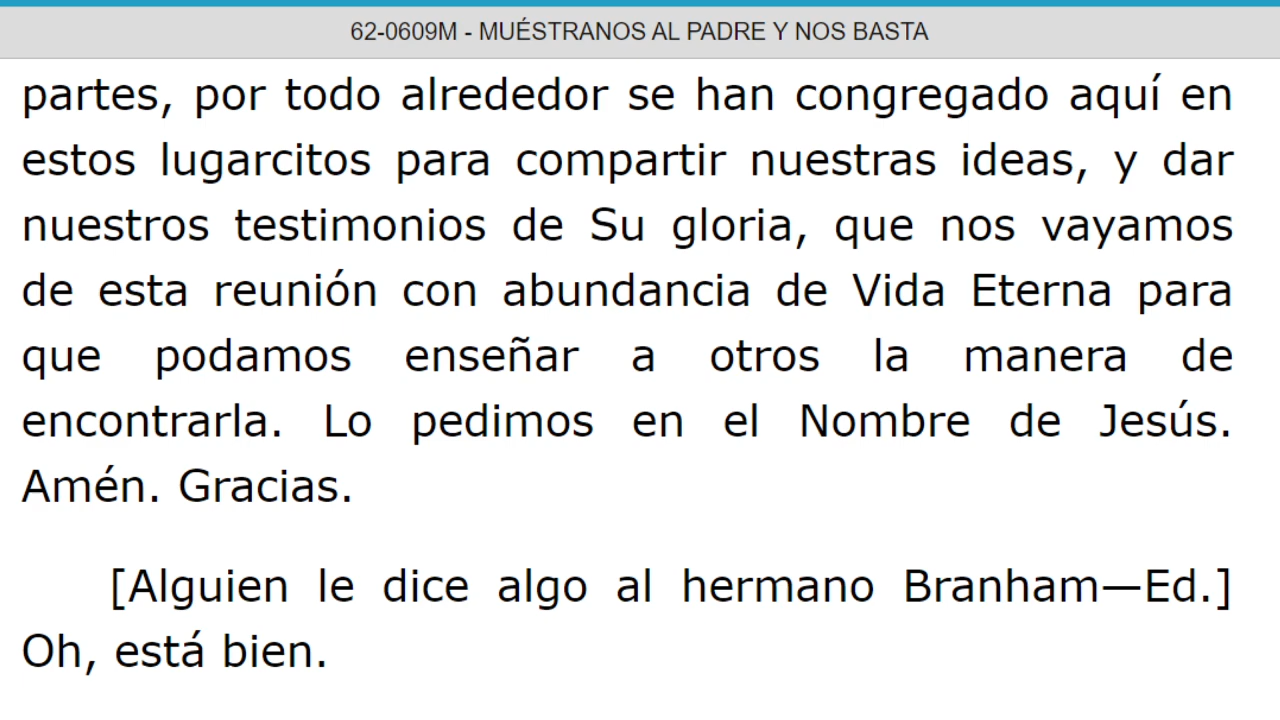 62-0609M - MUÉSTRANOS AL PADRE Y NOS BASTA
partes, por todo alrededor se han congregado aquí en
estos lugarcitos para compartir nuestras ideas, y dar
nuestros testimonios de Su gloria, que nos vayamos
de esta reunión con abundancia de Vida Eterna para
que podamos enseñar a otros la manera de
encontrarla. Lo pedimos en el Nombre de Jesús.
Amén. Gracias.
[Alguien le dice algo al hermano Branham—Ed.]
Oh, está bien.